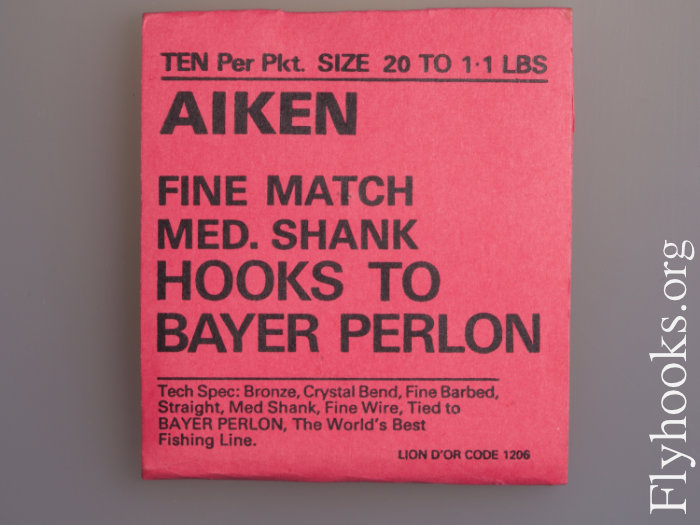 TEN Per Pkt. SIZE 20 TO 1·1 LBS
AIKEN
FINE MATCH
MED. SHANK
HOOKS TO
BAYER PERLON
Tech Spec: Bronze, Crystal Bend, Fine Barbed,
Straight, Med Shank, Fine Wire, Tied to
BAYER PERLON, The World's Best
Fishing Line.
LION D'OR CODE 1206
Flyhooks.org